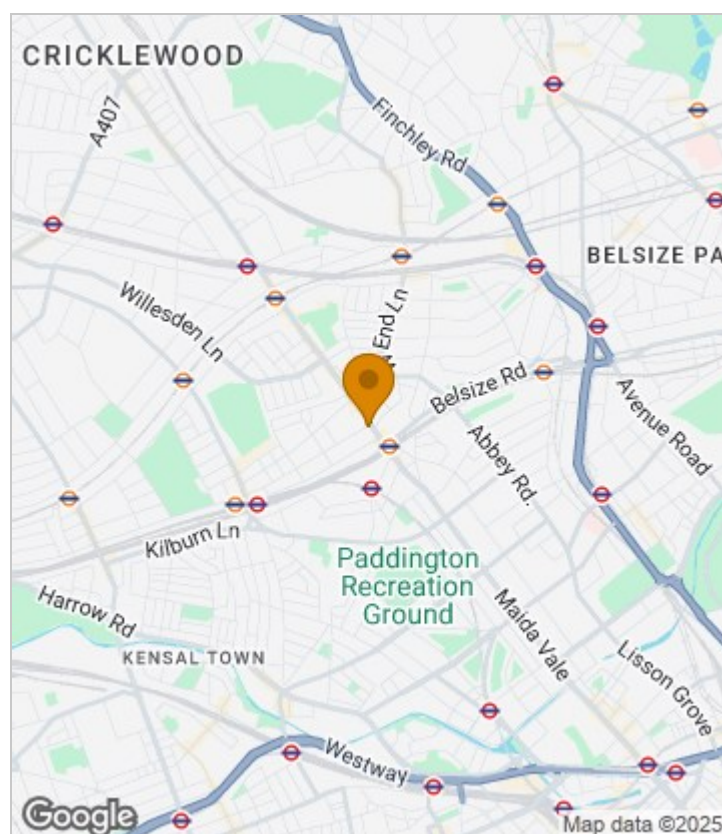 CRICKLEWOOD
A407
Finchley Rd
BELSIZE PA
Willesden Ln
End Ln
Belsize Rd
Avenue Road
Abbey Rd.
Kilburn Ln
Paddington
Recreation
Ground
Harrow Rd
Maida Vale
KENSAL TOWN
Lisson Grove
Westway
Google
Map data ©2025